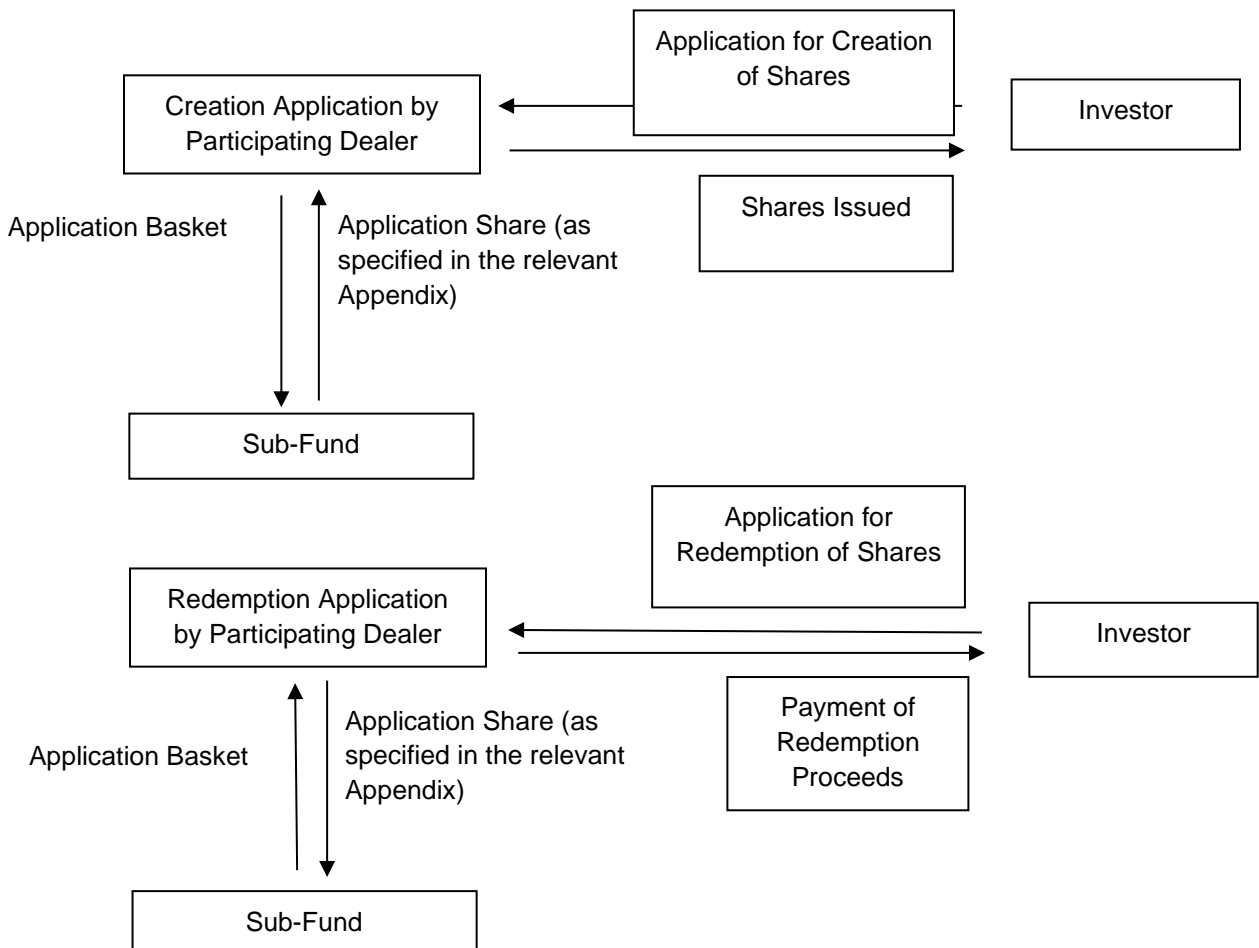 Application for Creation
of Shares
Creation Application by
Participating Dealer
Investor
Shares Issued
Application Basket
Application Share (as
specified in the relevant
Appendix)
Sub-Fund
Application for
Redemption of Shares
Redemption Application
by Participating Dealer
Investor
Payment of
Redemption
Proceeds
Application Basket
Application Share (as
specified in the relevant
Appendix)
Sub-Fund